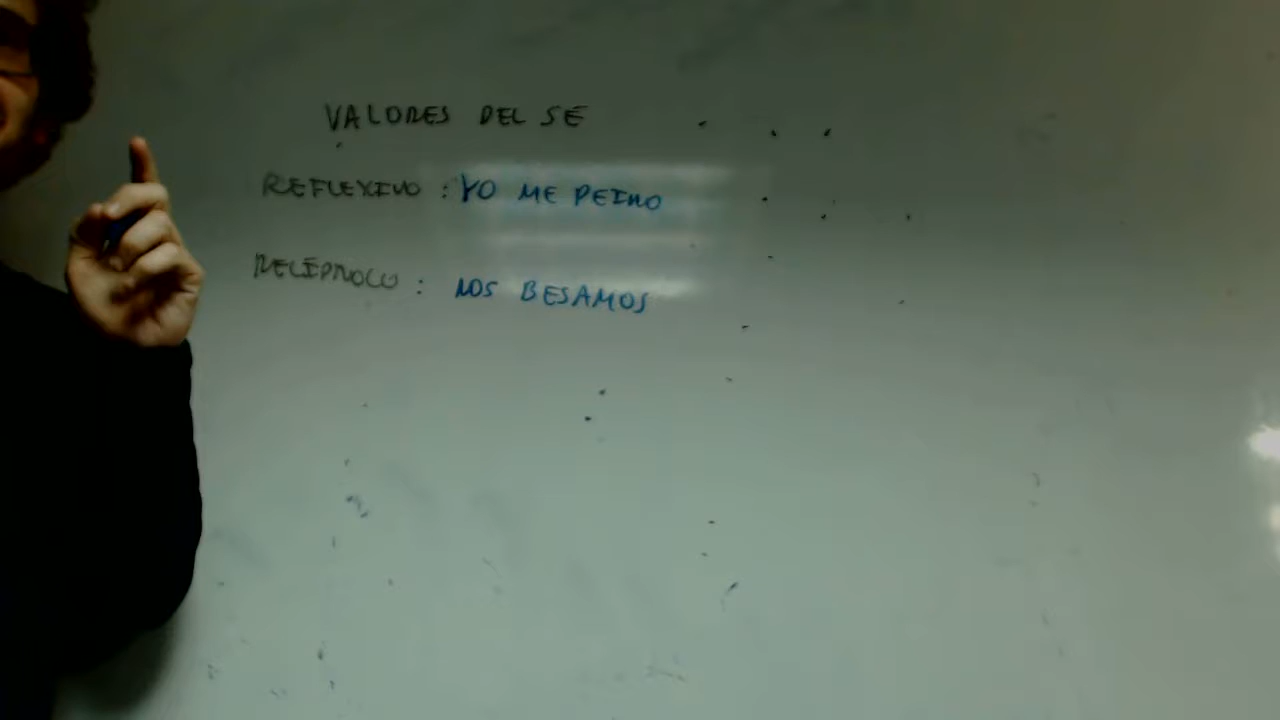 VALORES DEL SE
REFLEXIVO : YO ME PEINO
RECÍPROCO : NOS BESAMOS